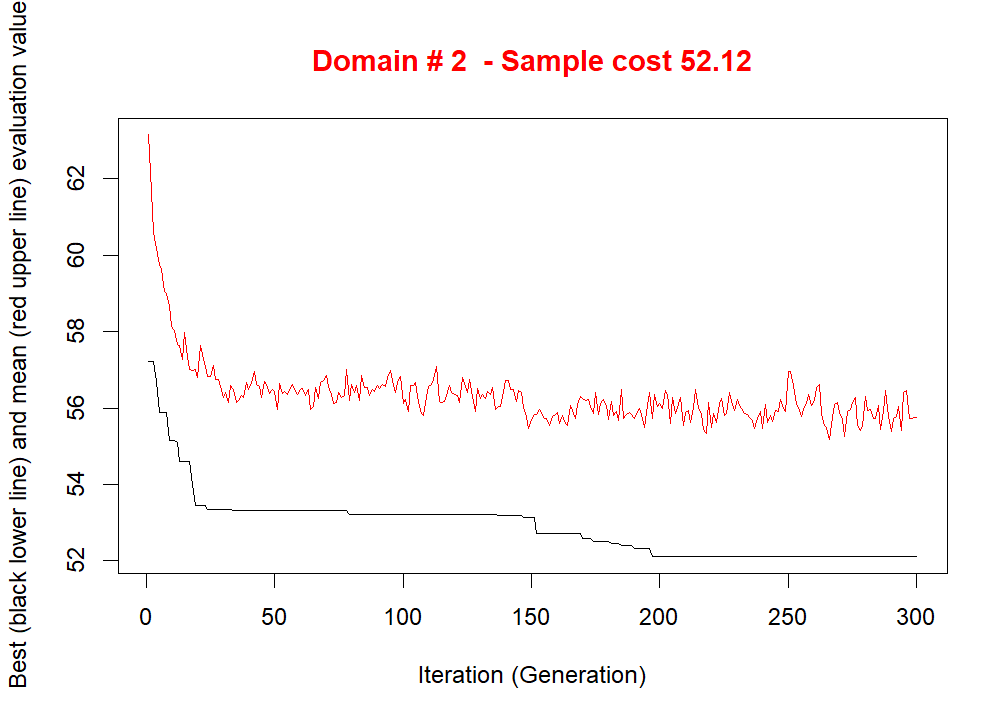 Domain # 2  - Sample cost 52.12
Best (black lower line) and mean (red upper line) evaluation value
62
60
58
56
54
52
0 50 100 150 200 250 300
Iteration (Generation)